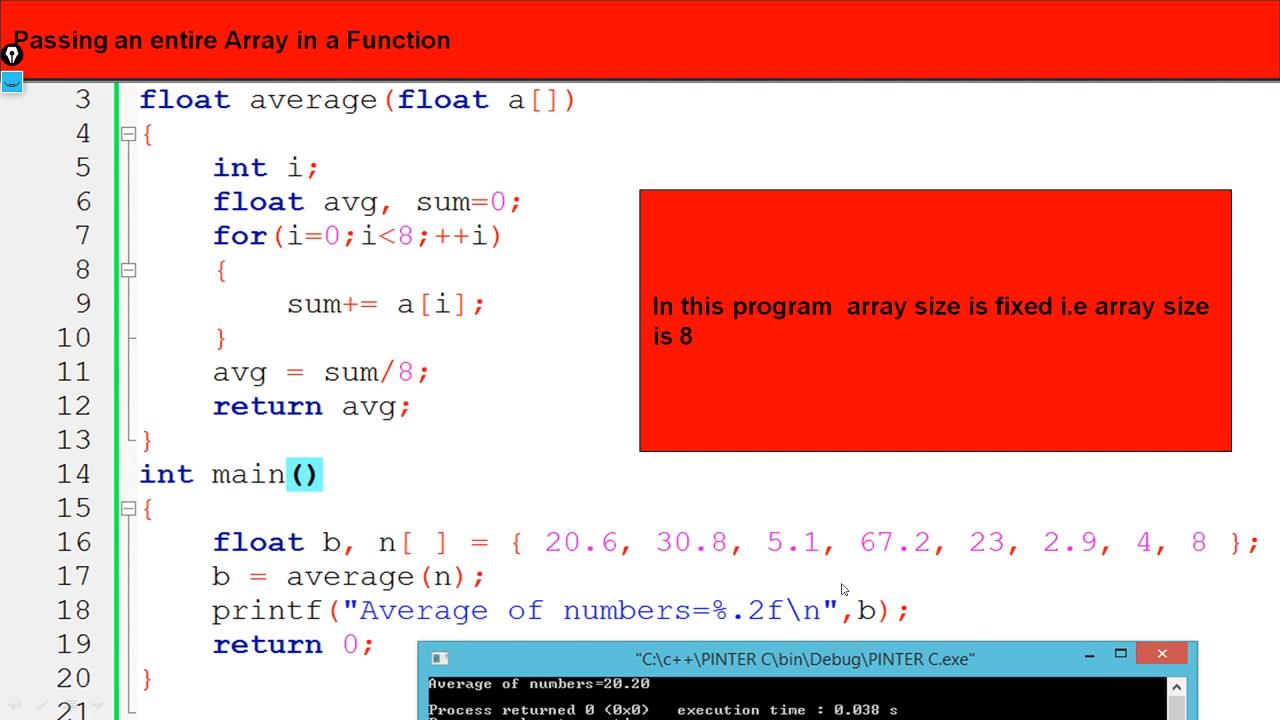 Passing an entire Array in a Function
3 float average(float a[])
4 {
5 int i;
6 float avg, sum=0;
7 for(i=0;i<8;++i)
8 {
9 sum+= a[i];
10 }
11 avg = sum/8;
12 return avg;
13 }
In this program array size is fixed i.e array size
is 8
14 int main()
15 {
16 float b, n[ ] = { 20.6, 30.8, 5.1, 67.2, 23, 2.9, 4, 8 };
17 b = average(n);
18 printf("Average of numbers=%.2f\n",b);
19 return 0;
20 }
21
"C:\c++\PINTER C\bin\Debug\PINTER C.exe"
Average of numbers=20.20
Process returned 0 (0x0) execution time : 0.038 s